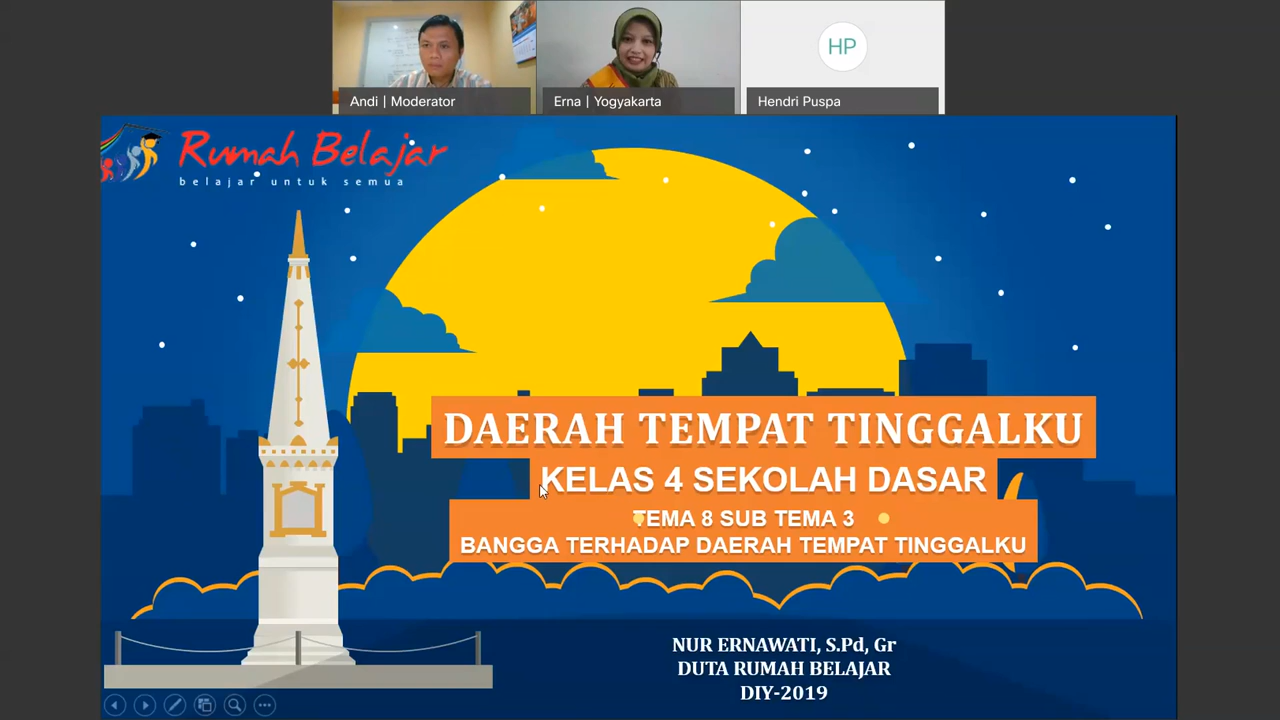 Andi | Moderator
Erna | Yogyakarta
HP
Hendri Puspa
Rumah Belajar
belajar untuk semua
DAERAH TEMPAT TINGGALKU
KELAS 4 SEKOLAH DASAR
TEMA 8 SUB TEMA 3
BANGGA TERHADAP DAERAH TEMPAT TINGGALKU
NUR ERNAWATI, S.Pd, Gr
DUTA RUMAH BELAJAR
DIY-2019